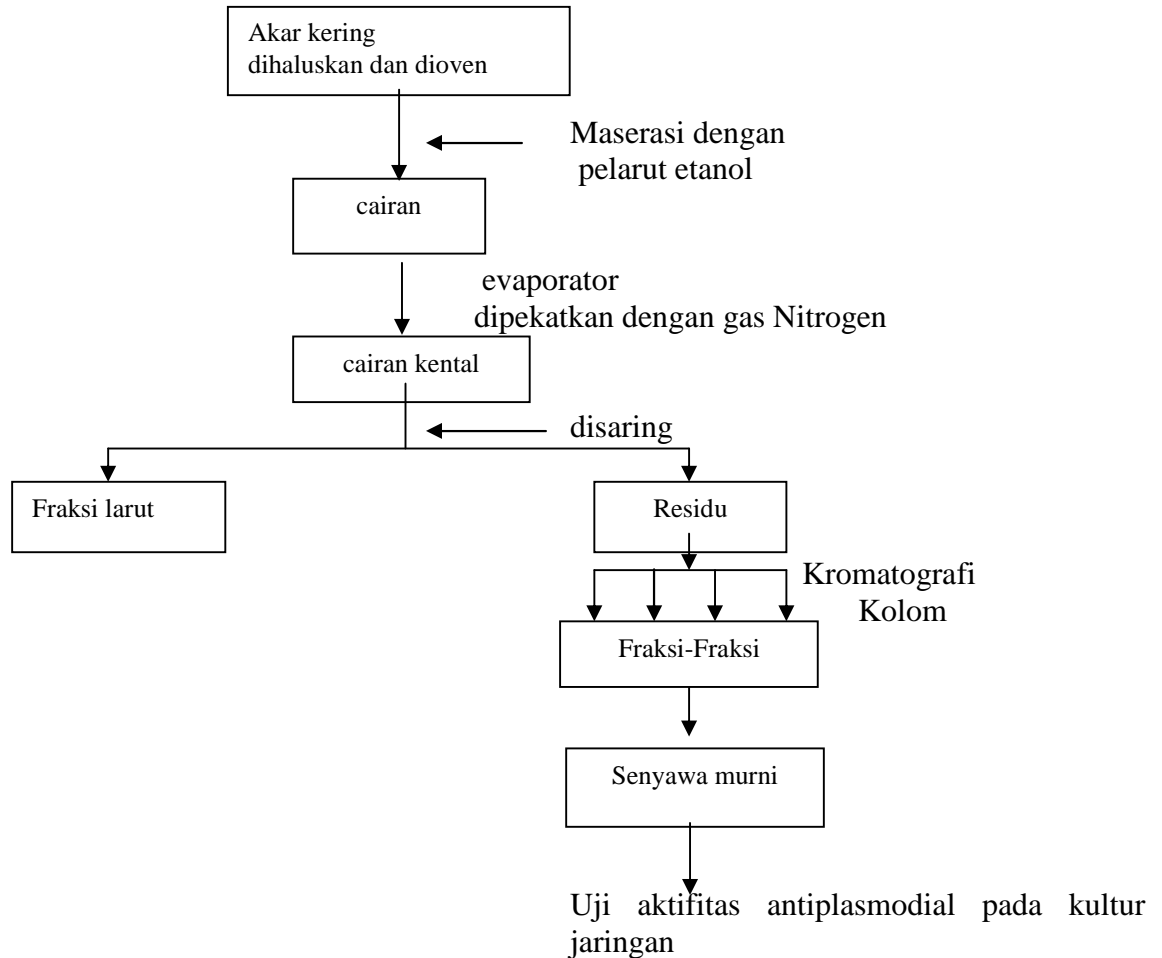 Akar kering
dihaluskan dan dioven
Maserasi dengan
pelarut etanol
cairan
evaporator
dipekatkan dengan gas Nitrogen
cairan kental
disaring
Fraksi larut
Residu
Kromatografi
Kolom
Fraksi-Fraksi
Senyawa murni
Uji aktifitas antiplasmodial pada kultur
jaringan